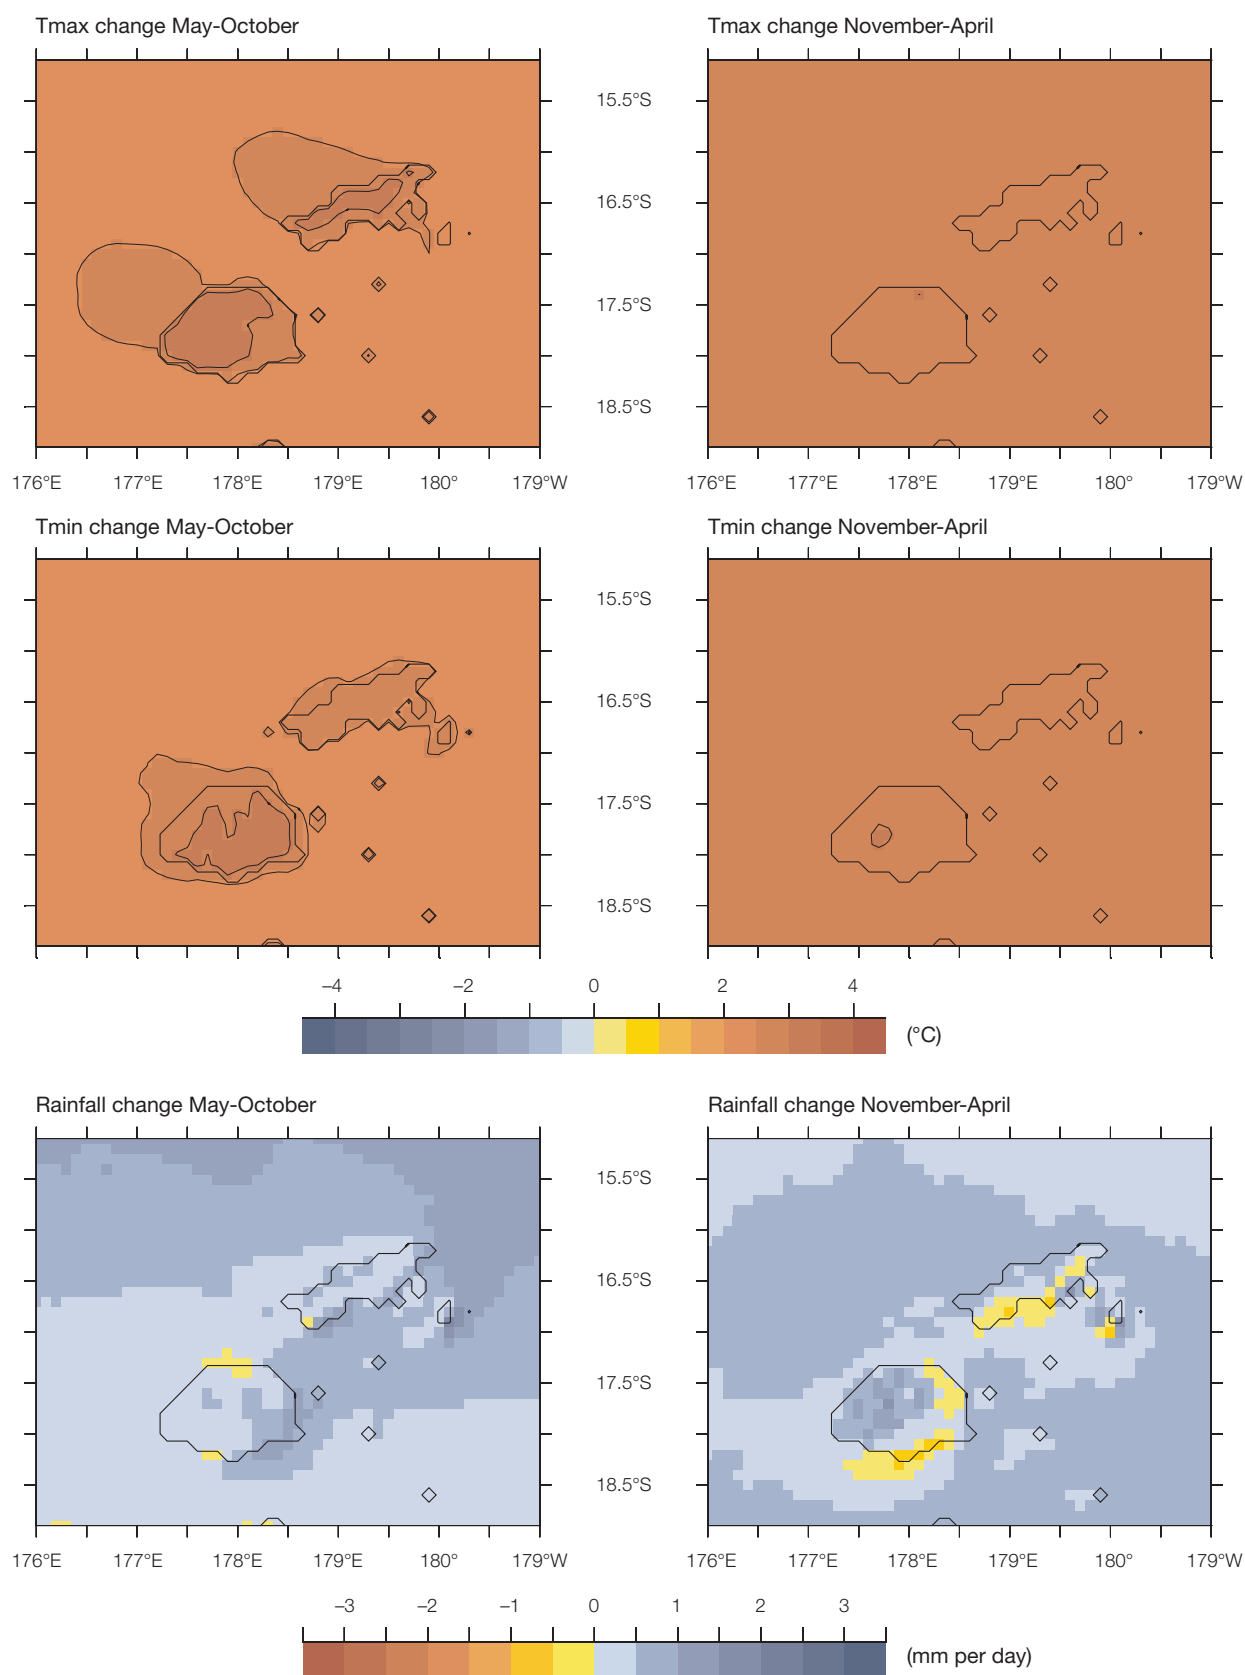 Tmax change May-October
Tmax change November-April
15.5°S
16.5°S
17.5°S
18.5°S
176°E 177°E 178°E 179°E 180° 179°W
176°E 177°E 178°E 179°E 180° 179°W
Tmin change May-October
Tmin change November-April
15.5°S
16.5°S
17.5°S
18.5°S
–4 –2 0 2 4
(°C)
Rainfall change May-October
Rainfall change November-April
15.5°S
16.5°S
17.5°S
18.5°S
176°E 177°E 178°E 179°E 180° 179°W
176°E 177°E 178°E 179°E 180° 179°W
–3 –2 –1 0 1 2 3
(mm per day)